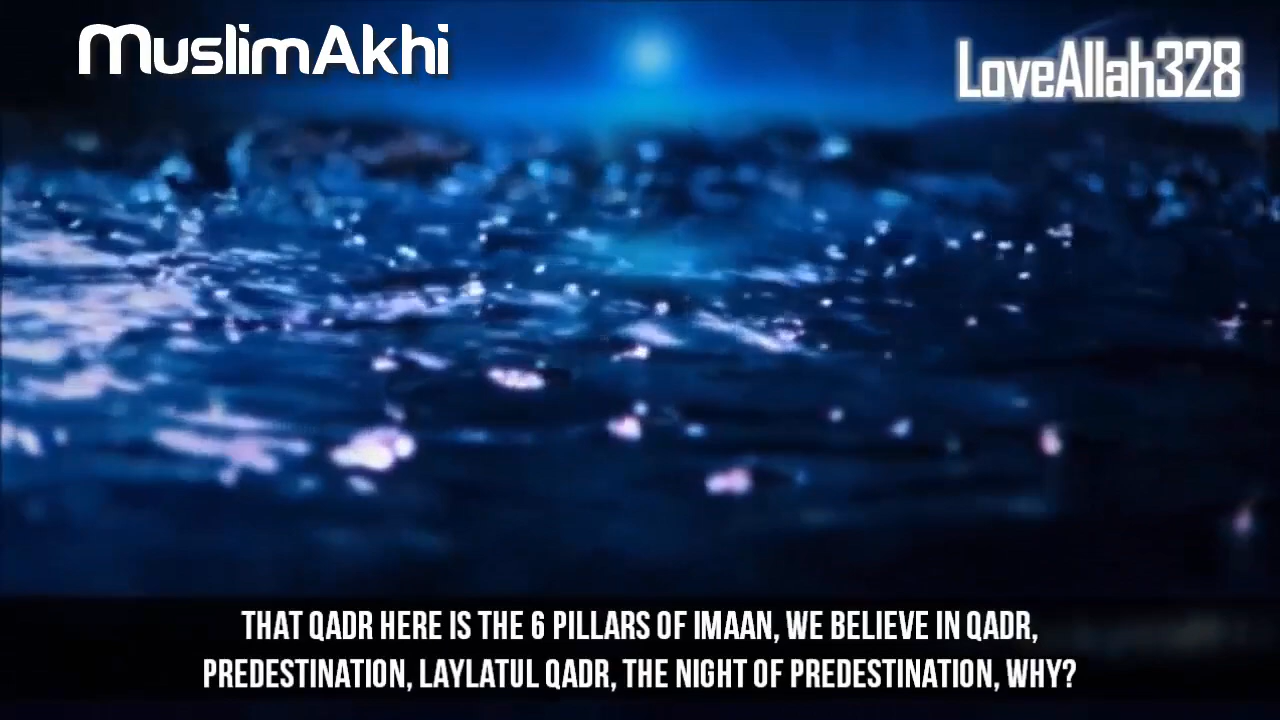 MuslimAkhi
LoveAllah328
THAT QADR HERE IS THE 6 PILLARS OF IMAAN, WE BELIEVE IN QADR,
PREDESTINATION, LAYLATUL QADR, THE NIGHT OF PREDESTINATION, WHY?